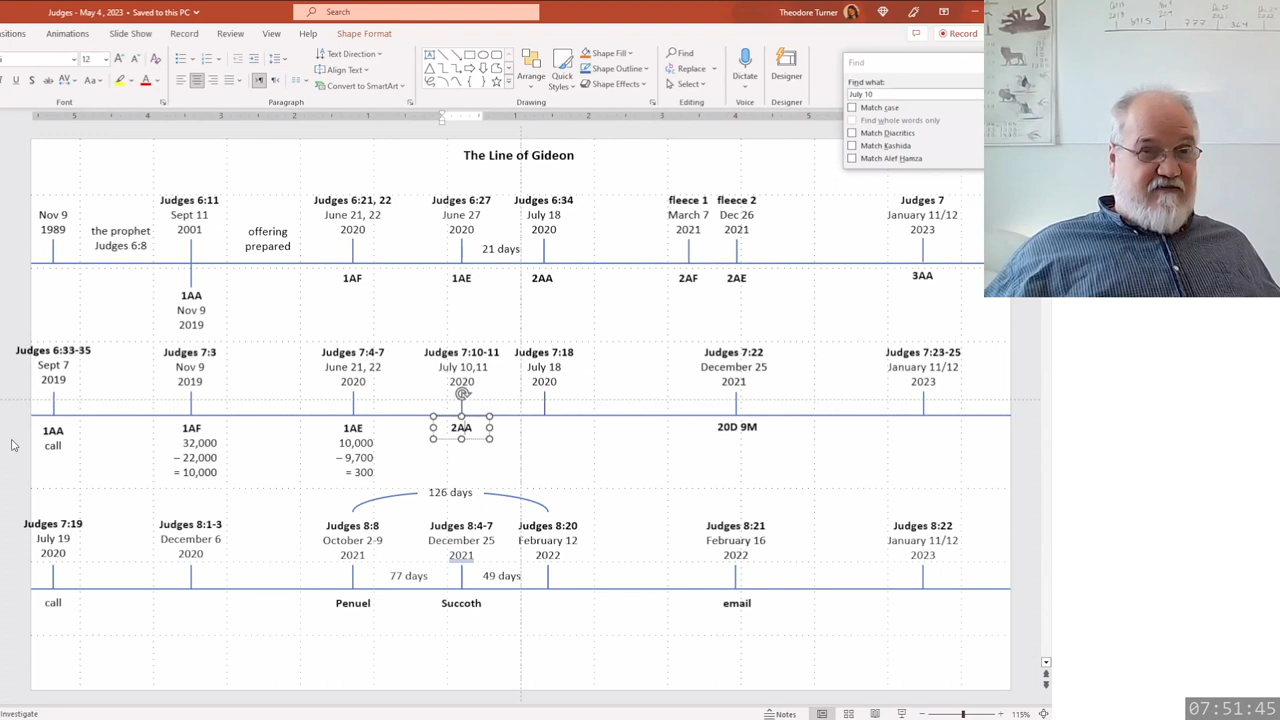 Judges - May 4 , 2023 • Saved to this PC
Search
Theodore Turner
sitions
Animations
Slide Show
Record
Review
View
Help
Shape Format
Record
12
Text Direction
Align Text
Convert to SmartArt
Arrange
Quick
Styles
Shape Fill
Shape Outline
Shape Effects
Find
Replace
Select
Dictate
Designer
Font
Paragraph
Drawing
Editing
Voice
Designer
Find
Find what:
July 10
Match case
Find whole words only
Match Diacritics
Match Kashida
Match Alef Hamza
The Line of Gideon
Nov 9
1989
the prophet
Judges 6:8
Judges 6:11
Sept 11
2001
offering
prepared
Judges 6:21, 22
June 21, 22
2020
Judges 6:27
June 27
2020
21 days
Judges 6:34
July 18
2020
fleece 1
March 7
2021
fleece 2
Dec 26
2021
Judges 7
January 11/12
2023
1AA
Nov 9
2019
1AF
1AE
2AA
2AF
2AE
3AA
Judges 6:33-35
Sept 7
2019
Judges 7:3
Nov 9
2019
Judges 7:4-7
June 21, 22
2020
Judges 7:10-11
July 10,11
2020
Judges 7:18
July 18
2020
Judges 7:22
December 25
2021
Judges 7:23-25
January 11/12
2023
1AA
call
1AF
32,000
– 22,000
= 10,000
1AE
10,000
– 9,700
= 300
2AA
20D 9M
126 days
Judges 7:19
July 19
2020
Judges 8:1-3
December 6
2020
Judges 8:8
October 2-9
2021
Judges 8:4-7
December 25
2021
Judges 8:20
February 12
2022
Judges 8:21
February 16
2022
Judges 8:22
January 11/12
2023
77 days
49 days
call
Penuel
Succoth
email
Investigate
Notes
115%
07:51:45